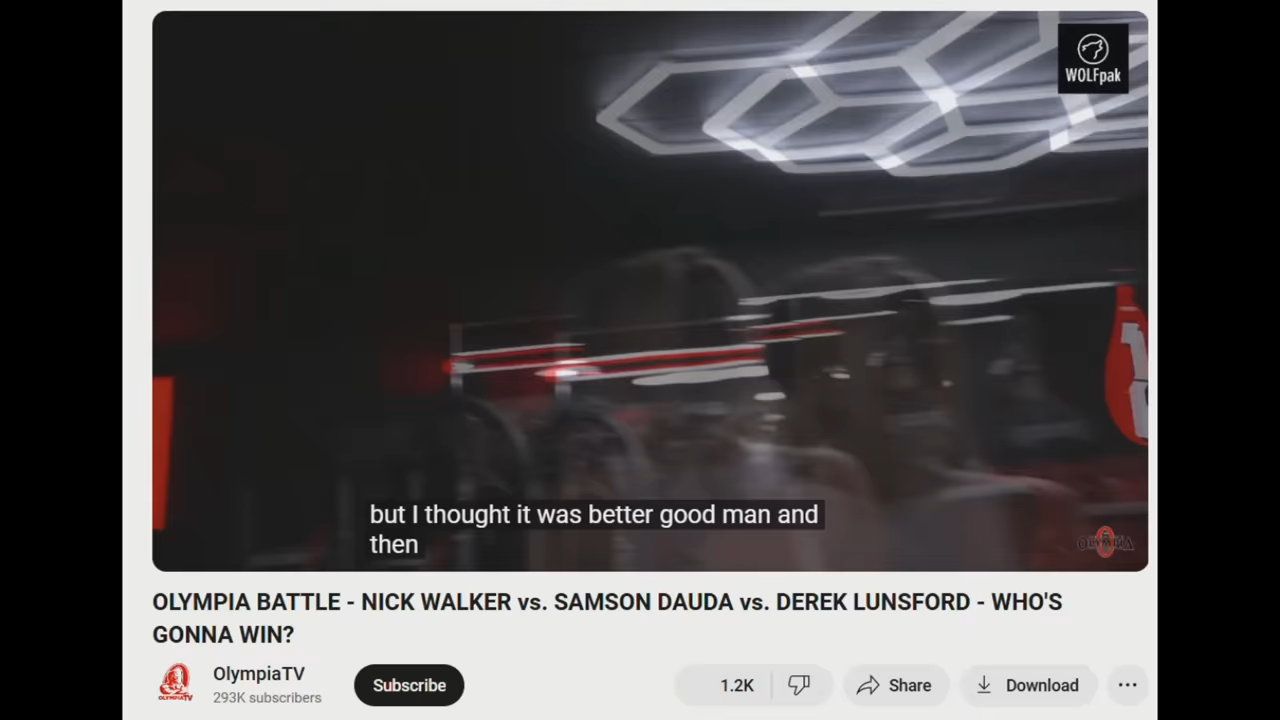 WOLFpak
but I thought it was better good man and
then
OLYMPIA
OLYMPIA BATTLE - NICK WALKER vs. SAMSON DAUDA vs. DEREK LUNSFORD - WHO'S
GONNA WIN?
OlympiaTV
293K subscribers
Subscribe
1.2K
Share
Download